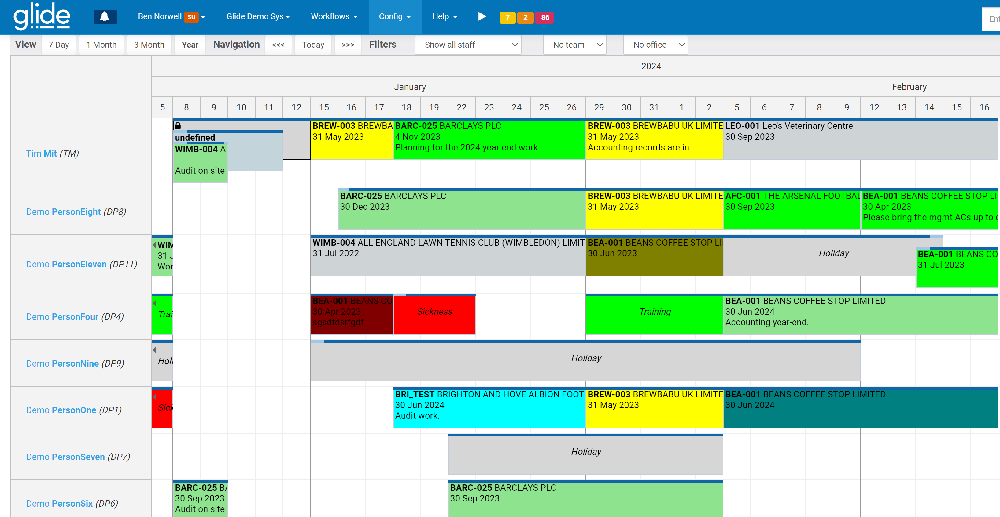 glide
Ben Norwell SU
Glide Demo Sys
Workflows
Config
Help
7 2 86
View 7 Day 1 Month 3 Month Year Navigation <<< Today >>> Filters Show all staff No team No office
2024
January February
5 8 9 10 11 12 15 16 17 18 19 22 23 24 25 26 29 30 31 1 2 5 6 7 8 9 12 13 14 15 16
Tim Mit (TM)
undefined
WIMB-004
Audit on site
BREW-003 BREWBA
31 May 2023
BARC-025 BARCLAYS PLC
4 Nov 2023
Planning for the 2024 year end work.
BREW-003 BREWBABU UK LIMITE
31 May 2023
Accounting records are in.
LEO-001 Leo's Veterinary Centre
30 Sep 2023
Demo PersonEight (DP8)
BARC-025 BARCLAYS PLC
30 Dec 2023
BREW-003 BREWBABU UK LIMITE
31 May 2023
AFC-001 THE ARSENAL FOOTBAL
30 Sep 2023
BEA-001 BEANS COFFEE STOP LI
30 Apr 2023
Please bring the mgmt ACs up to
Demo PersonEleven (DP11)
WIM
31 J
Wor
WIMB-004 ALL ENGLAND LAWN TENNIS CLUB (WIMBLEDON) LIMIT
31 Jul 2022
BEA-001 BEANS COFFEE STOP LI
30 Jun 2023
Holiday
BEA-001 BEANS CO
31 Jul 2023
Demo PersonFour (DP4)
Trai
BEA-001 BEANS CO
30 Apr 2023
sgsdfdsrfgdf
Sickness
Training
BEA-001 BEANS COFFEE STOP LIMITED
30 Jun 2024
Accounting year-end.
Demo PersonNine (DP9)
Holi
Holiday
Demo PersonOne (DP1)
Sick
BRI_TEST BRIGHTON AND HOVE ALBION FOOT
30 Jun 2024
Audit work.
BREW-003 BREWBABU UK LIMITE
31 May 2023
BEA-001 BEANS COFFEE STOP LIMITED
30 Jun 2024
Demo PersonSeven (DP7)
Holiday
Demo PersonSix (DP6)
BARC-025 BA
30 Sep 2023
Audit on site
BARC-025 BARCLAYS PLC
30 Sep 2023